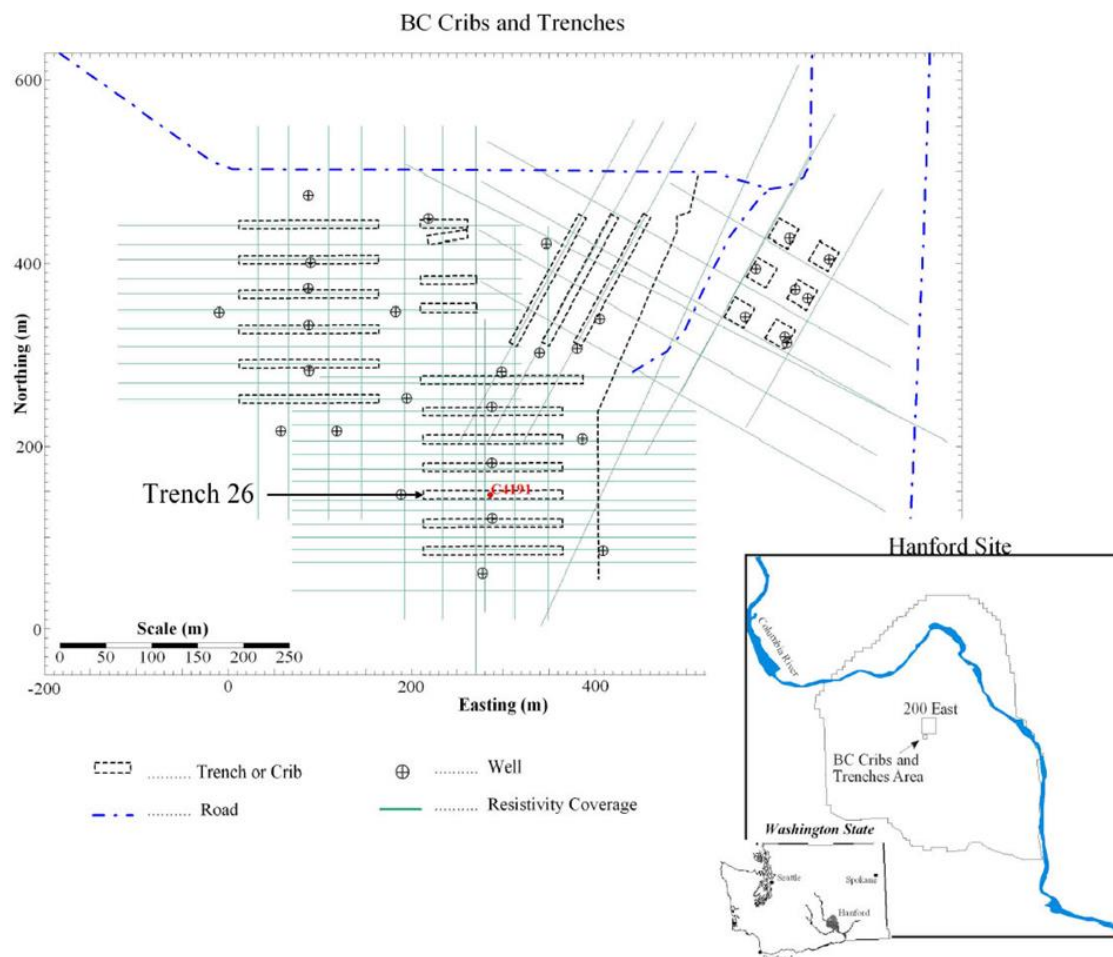 BC Cribs and Trenches
600
400
200
0
Northing (m)
Trench 26
C4191
Scale (m)
0 50 100 150 200 250
-200 0 200 400
Easting (m)
Trench or Crib
Well
Road
Resistivity Coverage
Hanford Site
Columbia River
200 East
BC Cribs and
Trenches Area
Washington State
Seattle
Spokane
Hanford